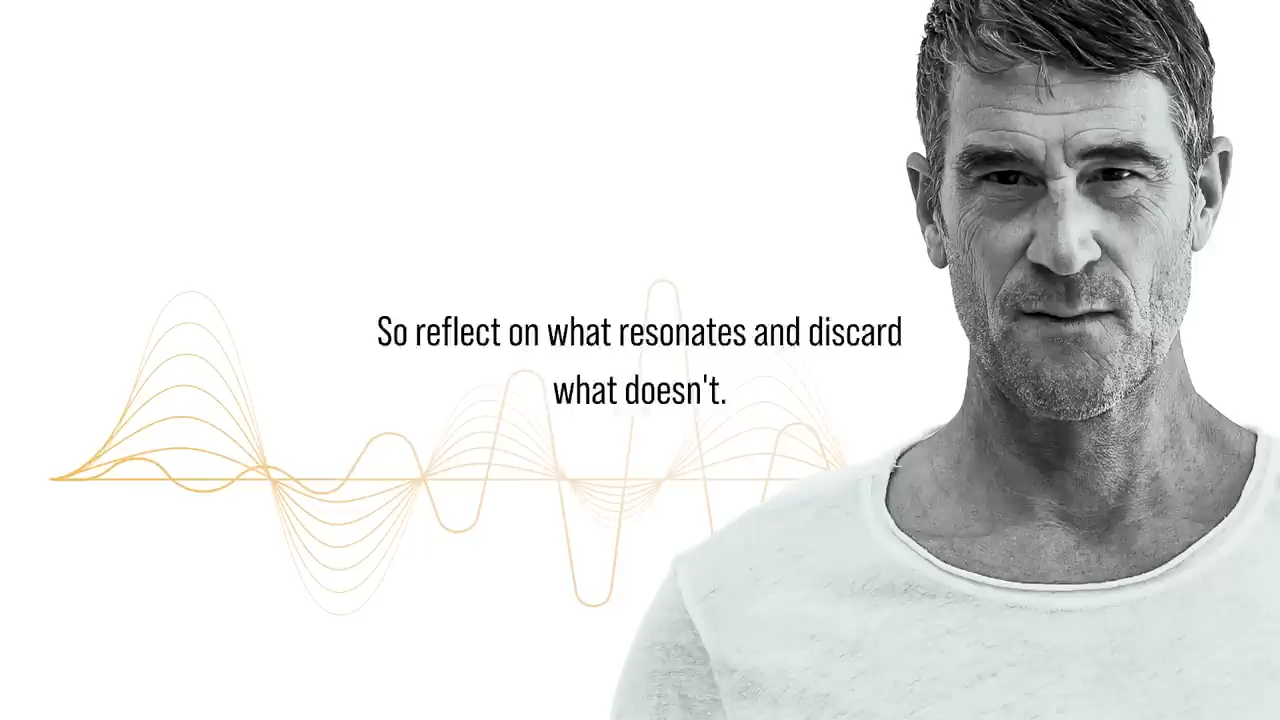 So reflect on what resonates and discard
what doesn't.